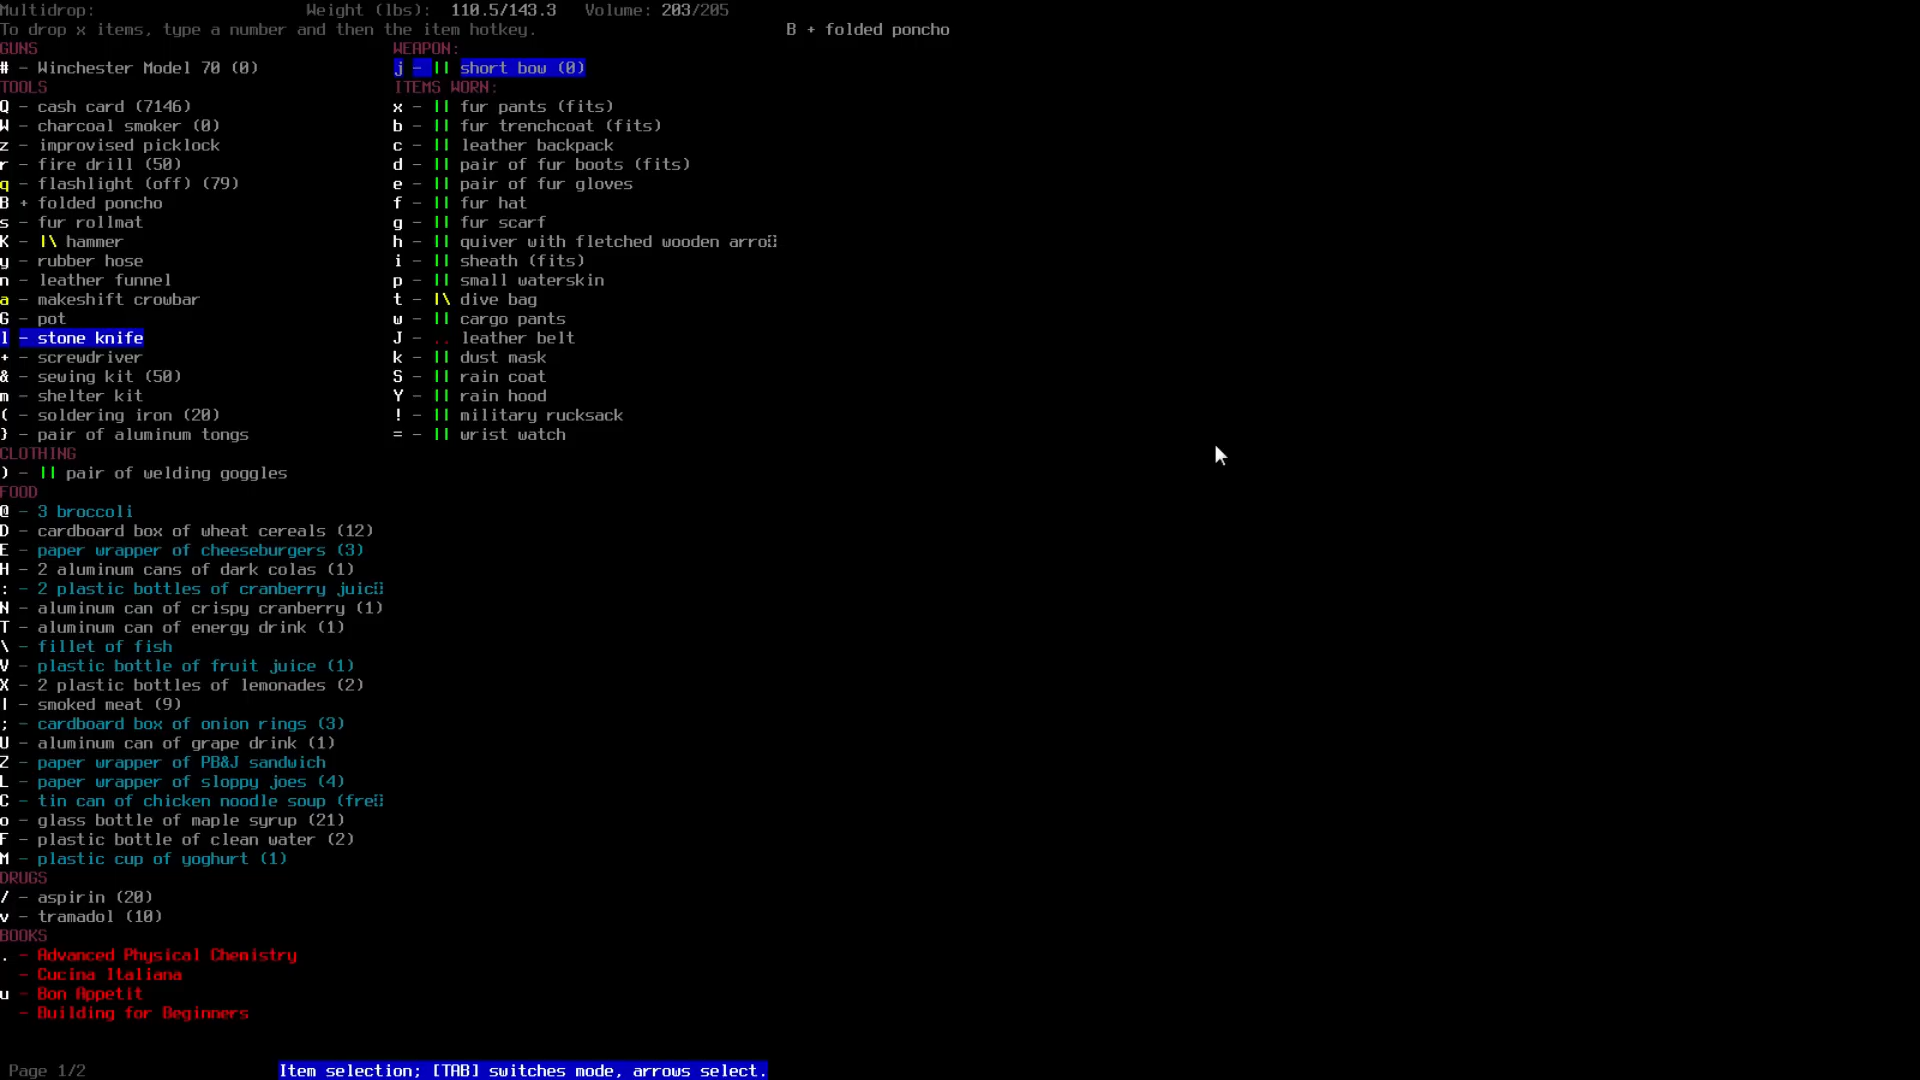 Multidrop: Weight (lbs): 110.5/143.3 Volume: 203/205
To drop x items, type a number and then the item hotkey. B + folded poncho
GUNS
# - Winchester Model 70 (0)
TOOLS
Q - cash card (7146)
W - charcoal smoker (0)
z - improvised picklock
r - fire drill (50)
q - flashlight (off) (79)
B + folded poncho
s - fur rollmat
K - |\ hammer
y - rubber hose
n - leather funnel
a - makeshift crowbar
G - pot
l - stone knife
+ - screwdriver
& - sewing kit (50)
m - shelter kit
( - soldering iron (20)
} - pair of aluminum tongs
CLOTHING
) - || pair of welding goggles
FOOD
@ - 3 broccoli
D - cardboard box of wheat cereals (12)
E - paper wrapper of cheeseburgers (3)
H - 2 aluminum cans of dark colas (1)
: - 2 plastic bottles of cranberry juic
N - aluminum can of crispy cranberry (1)
T - aluminum can of energy drink (1)
\ - fillet of fish
V - plastic bottle of fruit juice (1)
X - 2 plastic bottles of lemonades (2)
| - smoked meat (9)
; - cardboard box of onion rings (3)
U - aluminum can of grape drink (1)
Z - paper wrapper of PB&J sandwich
L - paper wrapper of sloppy joes (4)
C - tin can of chicken noodle soup (fre
o - glass bottle of maple syrup (21)
F - plastic bottle of clean water (2)
M - plastic cup of yoghurt (1)
DRUGS
/ - aspirin (20)
v - tramadol (10)
BOOKS
. - Advanced Physical Chemistry
- Cucina Italiana
u - Bon Appetit
- Building for Beginners
WEAPON:
j - || short bow (0)
ITEMS WORN:
x - || fur pants (fits)
b - || fur trenchcoat (fits)
c - || leather backpack
d - || pair of fur boots (fits)
e - || pair of fur gloves
f - || fur hat
g - || fur scarf
h - || quiver with fletched wooden arro
i - || sheath (fits)
p - || small waterskin
t - |\ dive bag
w - || cargo pants
J - .. leather belt
k - || dust mask
S - || rain coat
Y - || rain hood
! - || military rucksack
= - || wrist watch
Page 1/2 Item selection; [TAB] switches mode, arrows select.